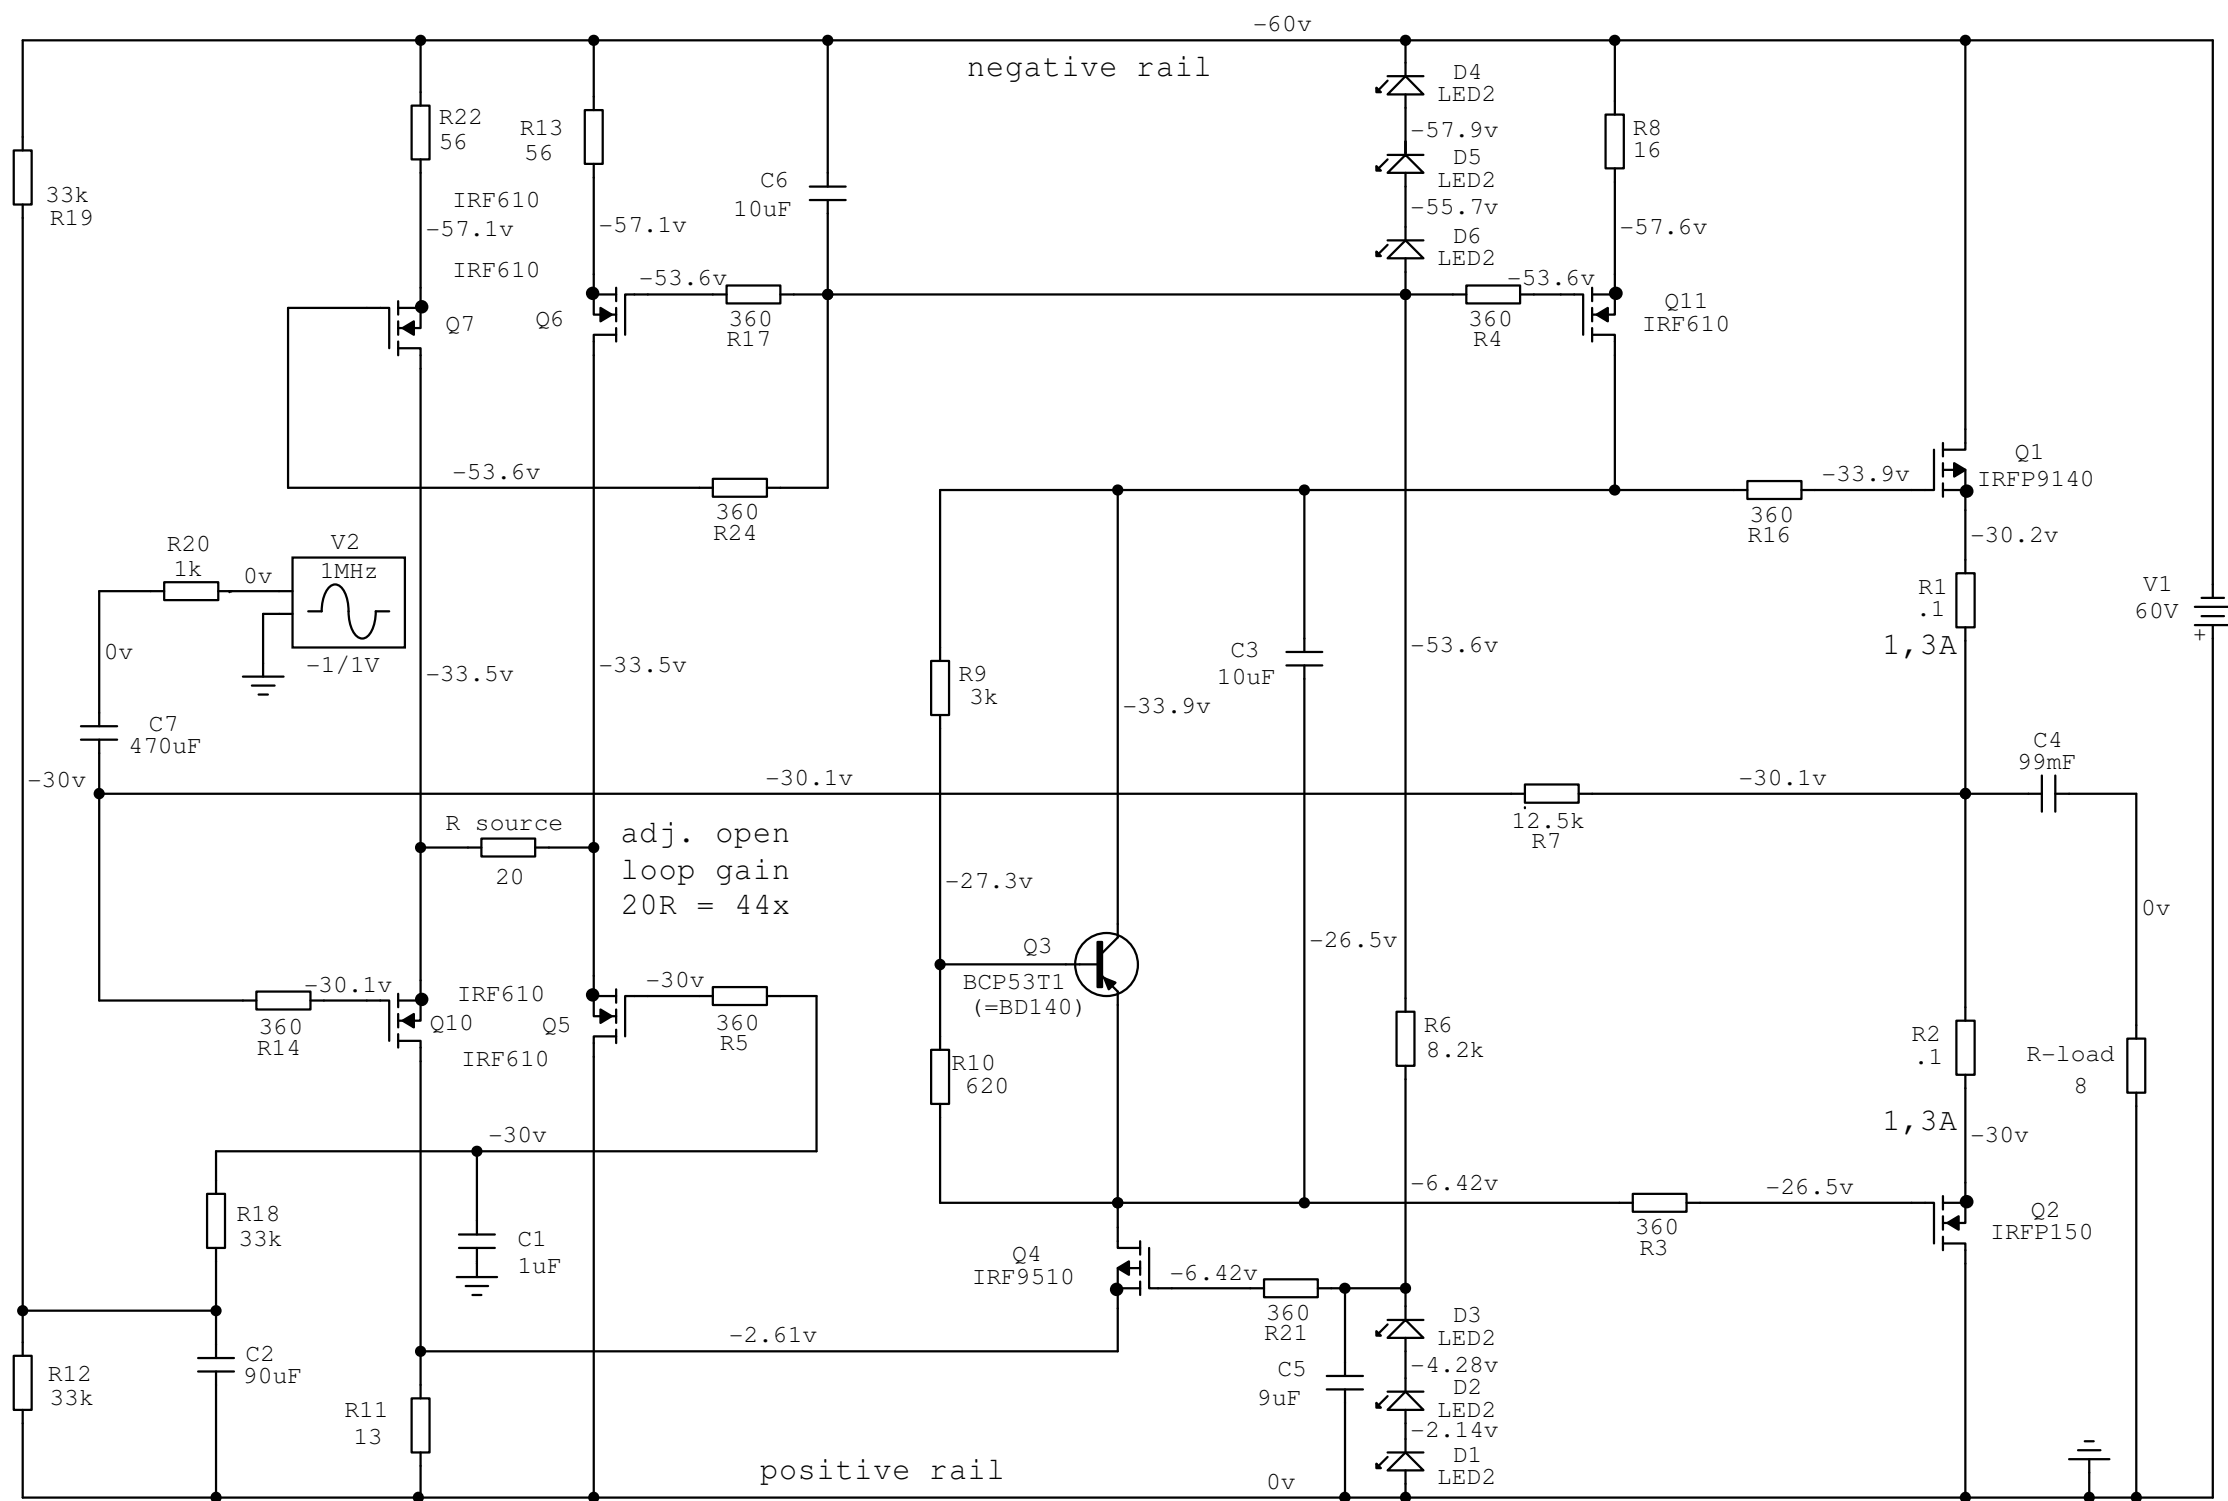 -60v
negative rail
R22
56
R13
56
D4
LED2
-57.9v
D5
LED2
-55.7v
D6
LED2
R8
16
33k
R19
C6
10uF
IRF610
-57.1v
-57.1v
-57.6v
IRF610
Q7
Q6
-53.6v
360
R17
-53.6v
360
R4
Q11
IRF610
-53.6v
360
R24
-33.9v
Q1
IRFP9140
360
R16
-30.2v
R20
1k
0v
V2
1MHz
-1/1V
0v
R1
.1
1,3A
V1
60V
+
-33.5v
-33.5v
R9
3k
-33.9v
C3
10uF
-53.6v
C7
470uF
-30v
-30.1v
-30.1v
12.5k
R7
C4
99mF
R source
20
adj. open
loop gain
20R = 44x
-27.3v
0v
Q3
BCP53T1
(=BD140)
-26.5v
-30.1v
360
R14
IRF610
Q10
Q5
IRF610
-30v
360
R5
R10
620
R6
8.2k
R2
.1
1,3A
R-load
8
-30v
-30v
R18
33k
C1
1uF
-6.42v
-26.5v
360
R3
Q2
IRFP150
Q4
IRF9510
-6.42v
360
R21
D3
LED2
-4.28v
D2
LED2
-2.14v
D1
LED2
-2.61v
C5
9uF
R12
33k
C2
90uF
R11
13
positive rail
0v